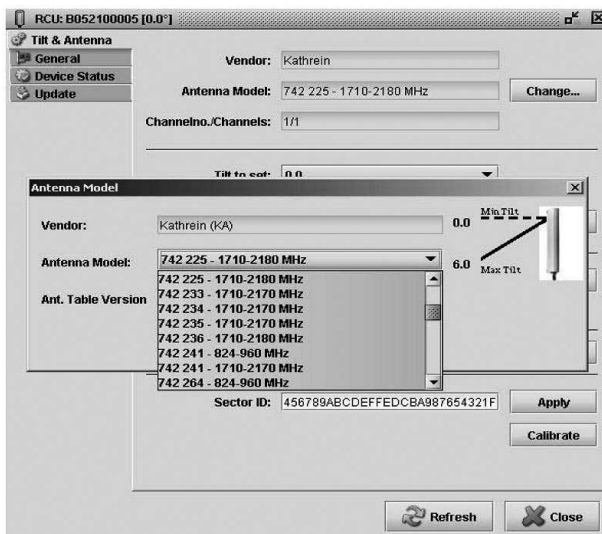 RCU: B052100005 [0.0°]
Tilt & Antenna
General
Device Status
Update
Vendor: Kathrein
Antenna Model: 742 225 - 1710-2180 MHz Change...
Channelno./Channels: 1/1
Tilt to set: 0.0
Antenna Model
Vendor: Kathrein (KA)
0.0 Min Tilt
Antenna Model: 742 225 - 1710-2180 MHz
6.0 Max Tilt
Ant. Table Version
742 225 - 1710-2180 MHz
742 233 - 1710-2170 MHz
742 234 - 1710-2170 MHz
742 235 - 1710-2170 MHz
742 236 - 1710-2180 MHz
742 241 - 824-960 MHz
742 241 - 1710-2170 MHz
742 264 - 824-960 MHz
Sector ID: 456789ABCDEFFEDCBA987654321F Apply
Calibrate
Refresh Close